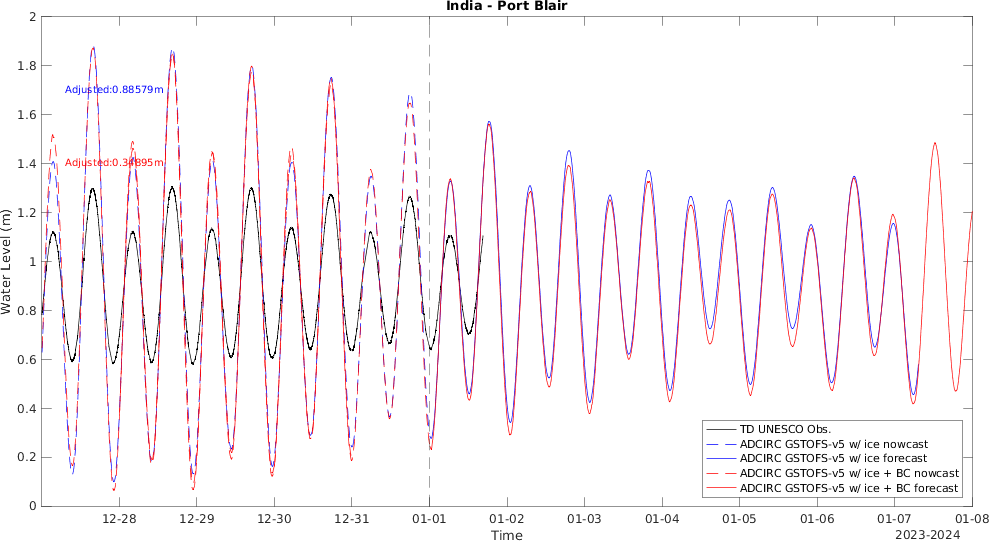 India - Port Blair
2
1.8
1.6
1.4
1.2
1
0.8
0.6
0.4
0.2
0
Water Level (m)
Adjusted:0.88579m
Adjusted:0.34895m
TD UNESCO Obs.
ADCIRC GSTOFS-v5 w/ ice nowcast
ADCIRC GSTOFS-v5 w/ ice forecast
ADCIRC GSTOFS-v5 w/ ice + BC nowcast
ADCIRC GSTOFS-v5 w/ ice + BC forecast
12-28 12-29 12-30 12-31 01-01 01-02 01-03 01-04 01-05 01-06 01-07 01-08
Time
2023-2024